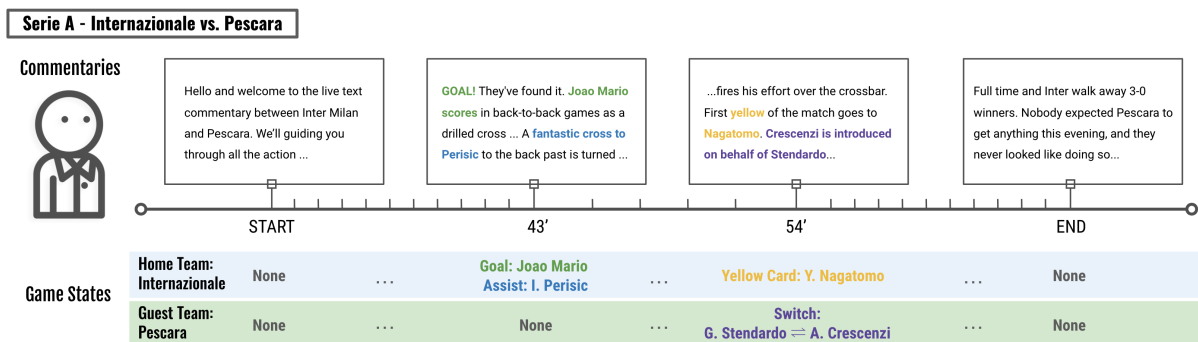 Serie A - Internazionale vs. Pescara
Commentaries
Hello and welcome to the live text
commentary between Inter Milan
and Pescara. We'll guiding you
through all the action ...
GOAL! They've found it. Joao Mario
scores in back-to-back games as a
drilled cross ... A fantastic cross to
Perisic to the back past is turned ...
...fires his effort over the crossbar.
First yellow of the match goes to
Nagatomo. Crescenzi is introduced
on behalf of Stendardo...
Full time and Inter walk away 3-0
winners. Nobody expected Pescara to
get anything this evening, and they
never looked like doing so...
START
43'
54'
END
Game States
Home Team:
Internazionale
None
...
Goal: Joao Mario
Assist: I. Perisic
...
Yellow Card: Y. Nagatomo
...
None
Guest Team:
Pescara
None
...
None
...
Switch:
G. Stendardo ⇌ A. Crescenzi
...
None